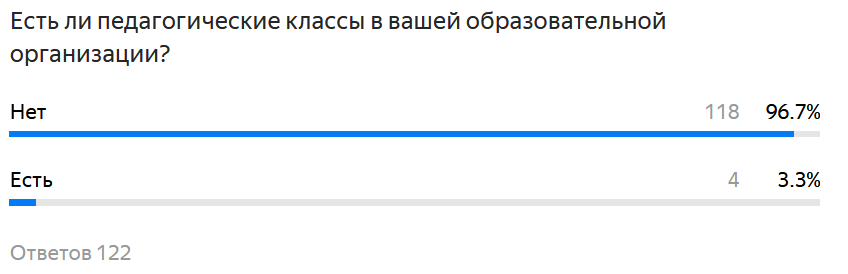 Есть ли педагогические классы в вашей образовательной
организации?
Нет 118 96.7%
Есть 4 3.3%
Ответов 122